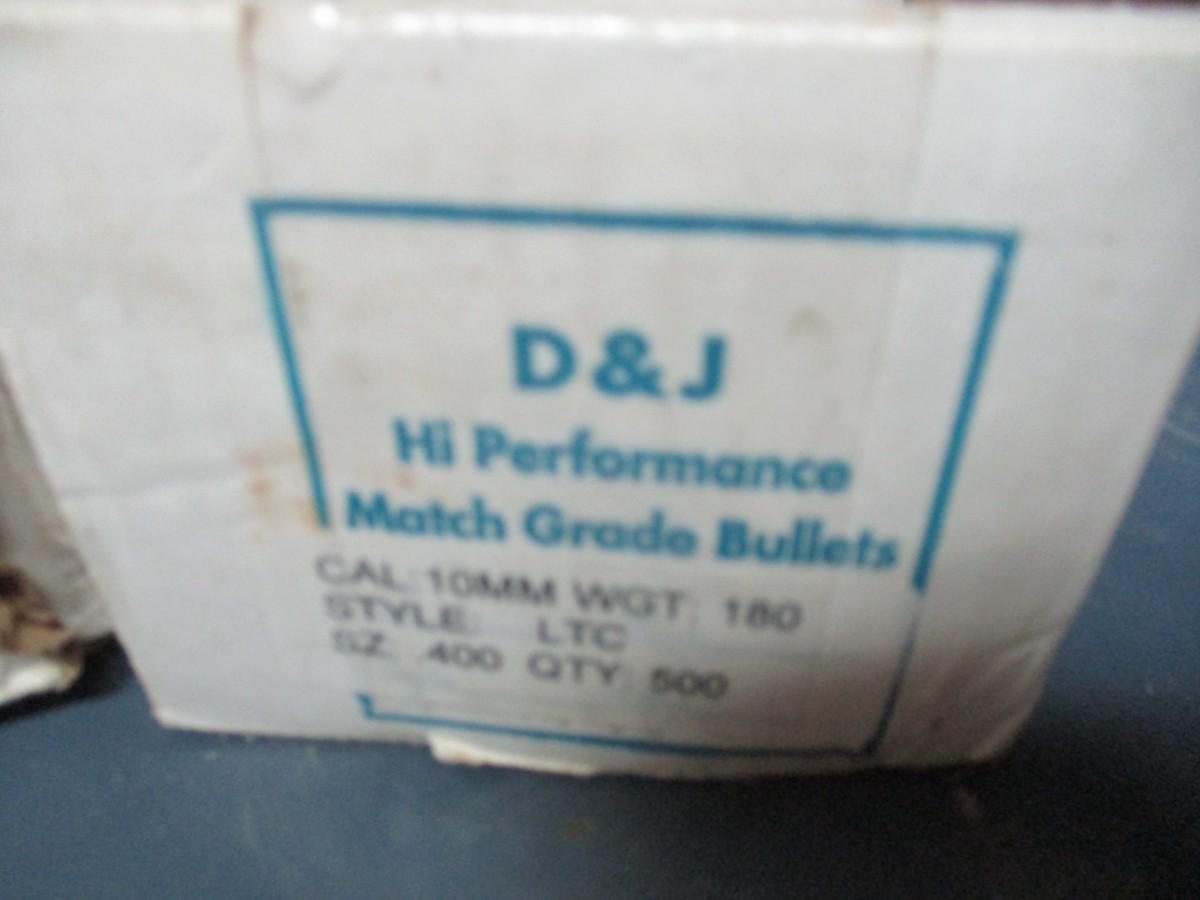 D & J
Hi Performance
Match Grade Bullets
CAL: 10MM WGT: 180
STYLE: LTC
SZ: .400 QTY: 500